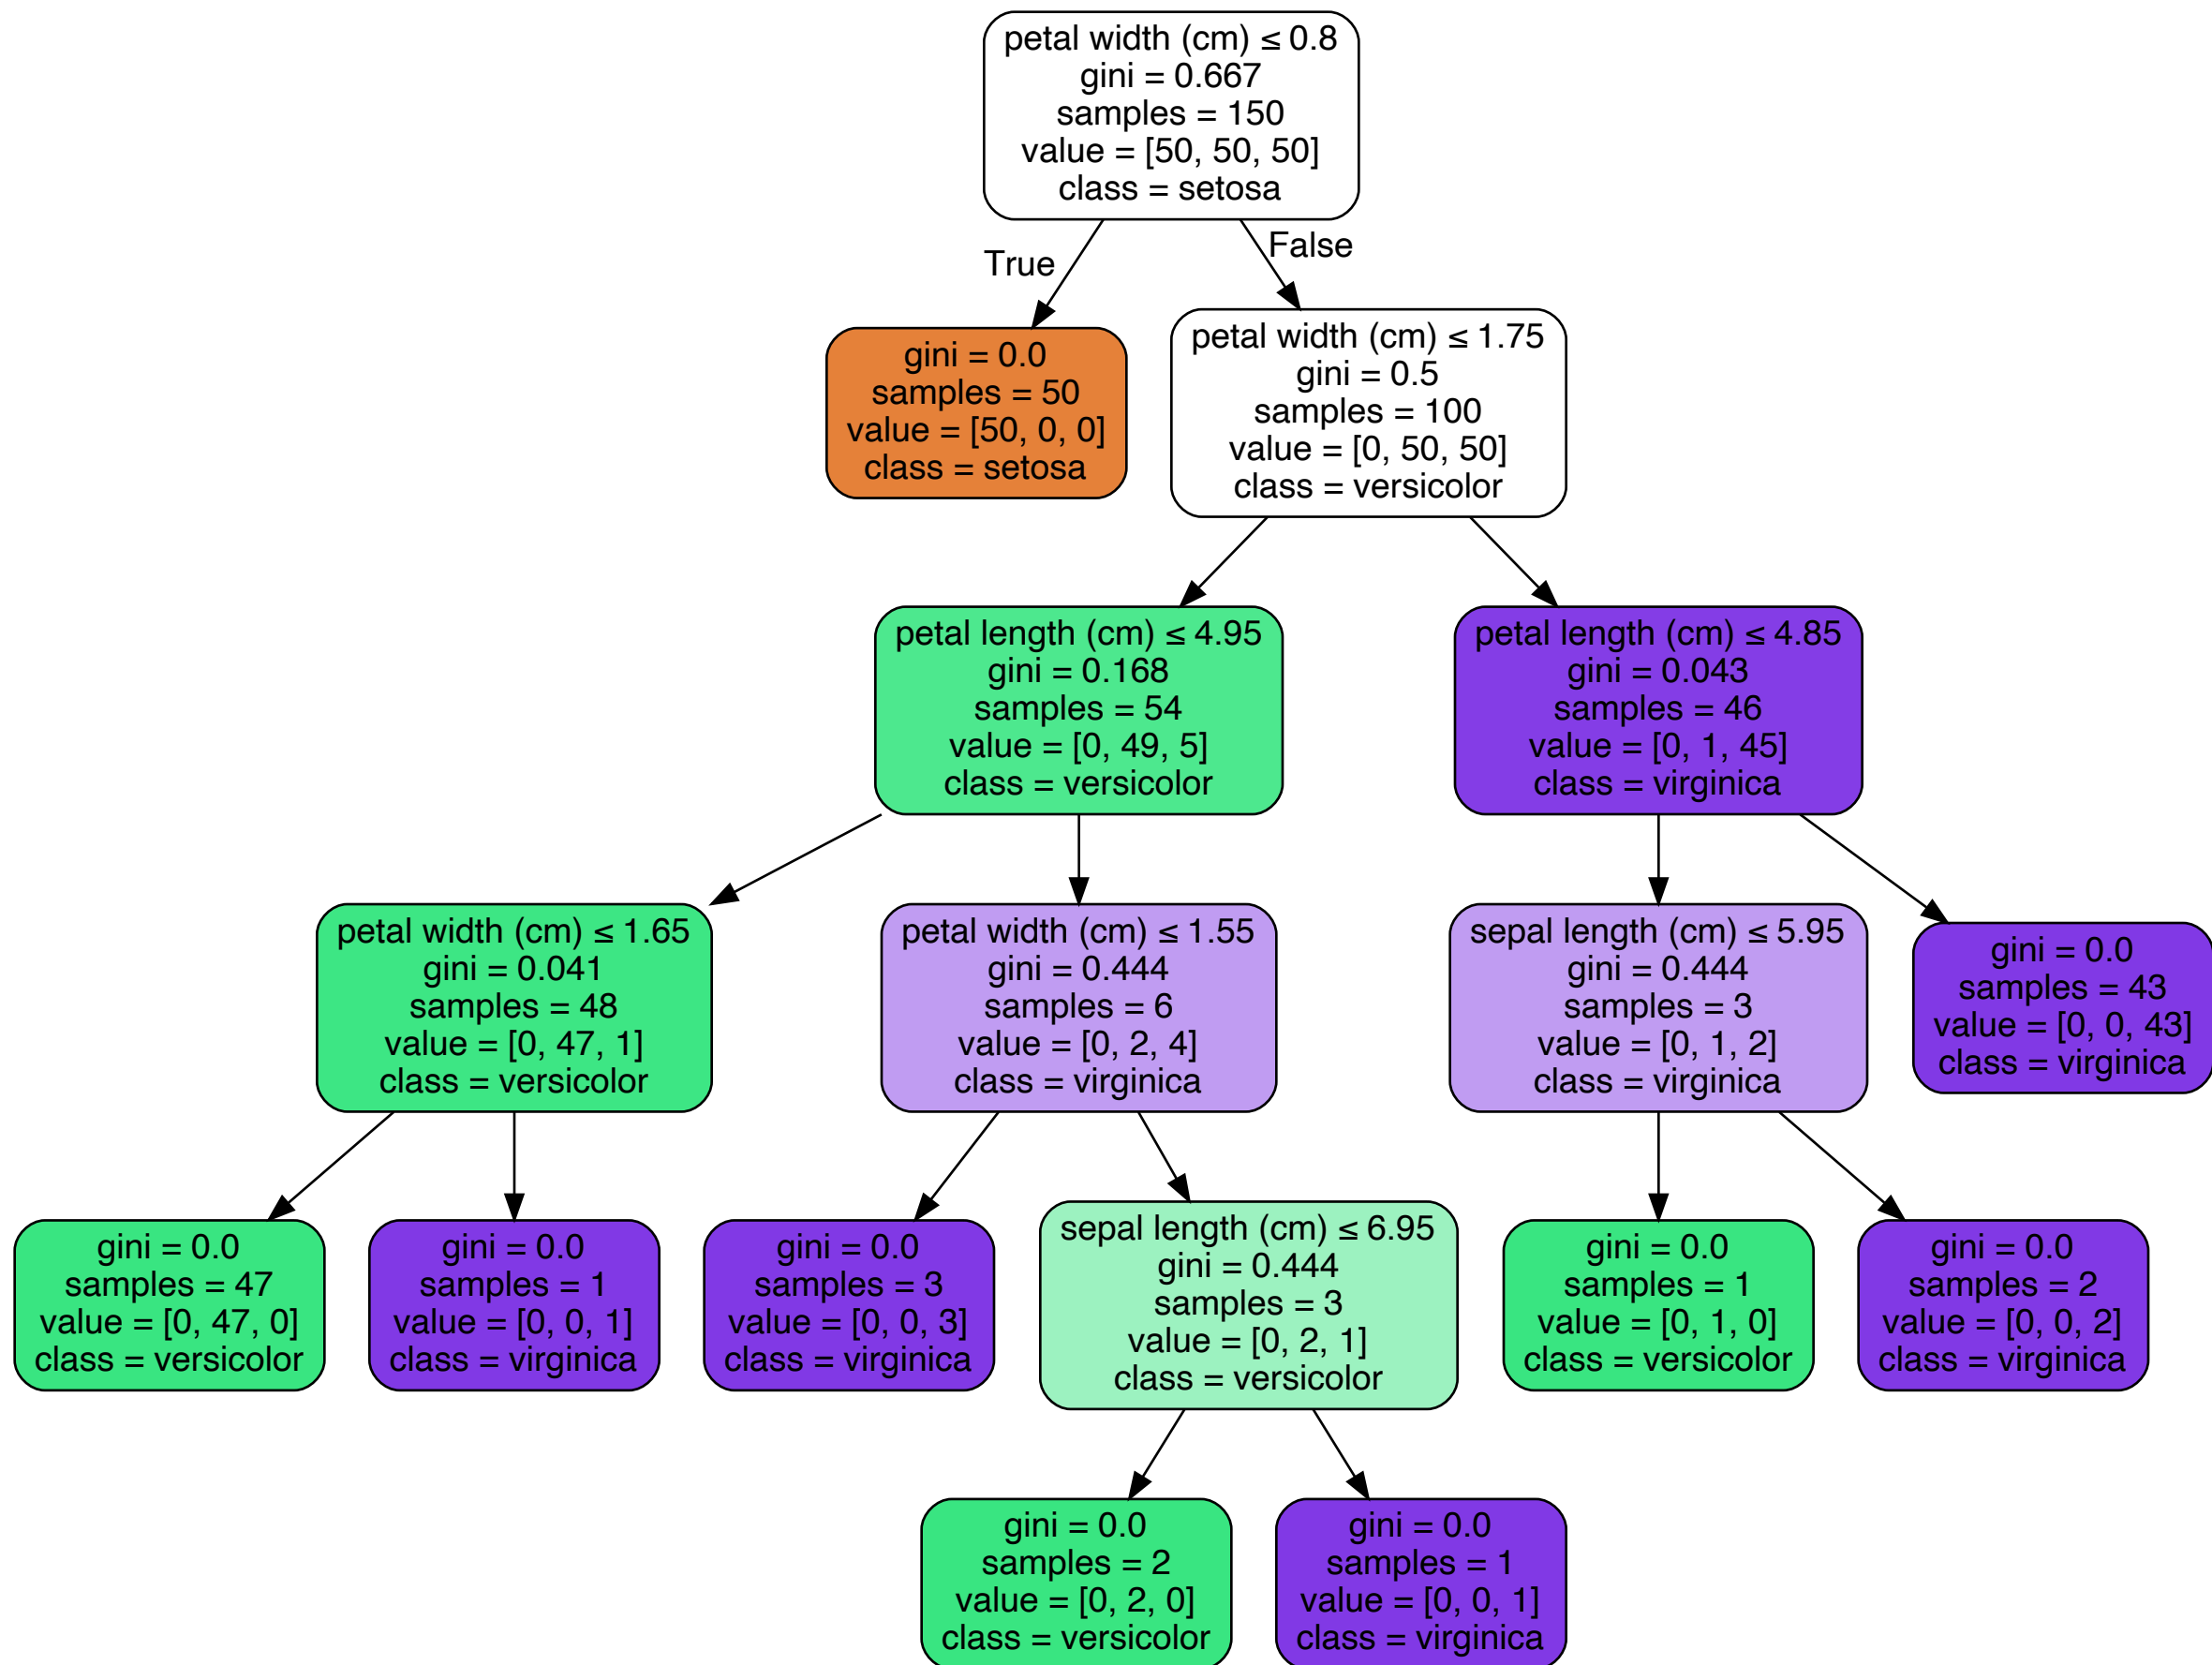 petal width (cm) ≤ 0.8
gini = 0.667
samples = 150
value = [50, 50, 50]
class = setosa
True
False
gini = 0.0
samples = 50
value = [50, 0, 0]
class = setosa
petal width (cm) ≤ 1.75
gini = 0.5
samples = 100
value = [0, 50, 50]
class = versicolor
petal length (cm) ≤ 4.95
gini = 0.168
samples = 54
value = [0, 49, 5]
class = versicolor
petal length (cm) ≤ 4.85
gini = 0.043
samples = 46
value = [0, 1, 45]
class = virginica
petal width (cm) ≤ 1.65
gini = 0.041
samples = 48
value = [0, 47, 1]
class = versicolor
petal width (cm) ≤ 1.55
gini = 0.444
samples = 6
value = [0, 2, 4]
class = virginica
sepal length (cm) ≤ 5.95
gini = 0.444
samples = 3
value = [0, 1, 2]
class = virginica
gini = 0.0
samples = 43
value = [0, 0, 43]
class = virginica
gini = 0.0
samples = 47
value = [0, 47, 0]
class = versicolor
gini = 0.0
samples = 1
value = [0, 0, 1]
class = virginica
gini = 0.0
samples = 3
value = [0, 0, 3]
class = virginica
sepal length (cm) ≤ 6.95
gini = 0.444
samples = 3
value = [0, 2, 1]
class = versicolor
gini = 0.0
samples = 1
value = [0, 1, 0]
class = versicolor
gini = 0.0
samples = 2
value = [0, 0, 2]
class = virginica
gini = 0.0
samples = 2
value = [0, 2, 0]
class = versicolor
gini = 0.0
samples = 1
value = [0, 0, 1]
class = virginica